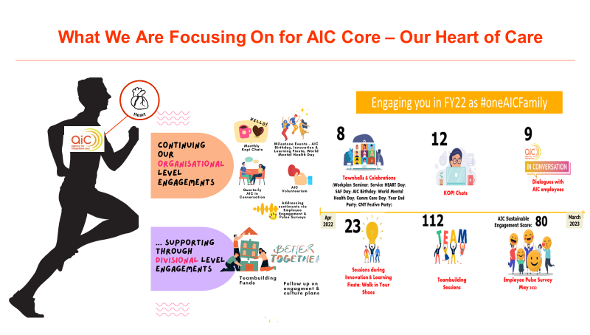 What We Are Focusing On for AIC Core – Our Heart of Care
HEART
aic
CONTINUING
OUR
ORGANISATIONAL
LEVEL
ENGAGEMENTS
HELLO!
Monthly
Kopi Chats
Milestone Events - AIC
Birthday, Innovation &
Learning Fiesta, World
Mental Health Day
Quarterly
AIC in
Conversation
AIC
Voluntourism
Addressing
sentiments via
Employee
Engagement &
Pulse Surveys
... SUPPORTING
THROUGH
DIVISIONAL LEVEL
ENGAGEMENTS
Teambuilding
Funds
BETTER
TOGETHER
Follow up on
engagement &
culture plans
Engaging you in FY22 as #oneAICFamily
8
Townhalls & Celebrations
(Workplan Seminar, Service HEART Day;
SAF Day; AIC Birthday; World Mental
Health Day; Comm Care Day; Year End
Party; CNY Festive Party;
12
KOPI Chats
9
aic
IN CONVERSATION
Dialogues with
AIC employees
Apr
2022
March
2023
23
Sessions during
Innovation & Learning
Fiesta; Walk in Your
Shoes
112
TEAM
Teambuilding
Sessions
AIC Sustainable
Engagement Score: 80
Employee Pulse Survey